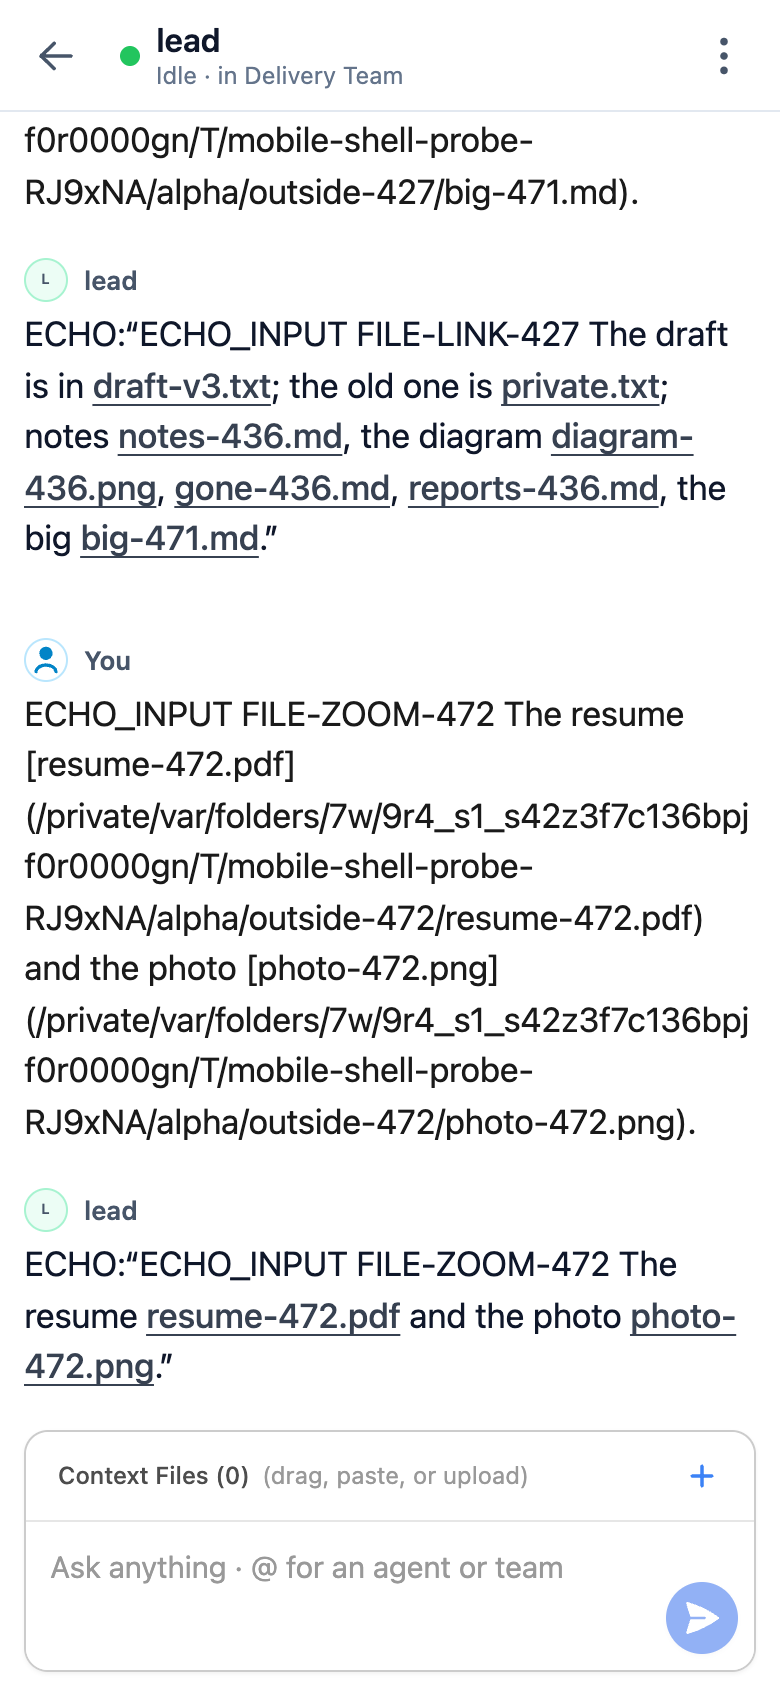 lead
Idle · in Delivery Team
f0r0000gn/T/mobile-shell-probe-
RJ9xNA/alpha/outside-427/big-471.md).
L
lead
ECHO:“ECHO_INPUT FILE-LINK-427 The draft
is in draft-v3.txt; the old one is private.txt;
notes notes-436.md, the diagram diagram-
436.png, gone-436.md, reports-436.md, the
big big-471.md.”
You
ECHO_INPUT FILE-ZOOM-472 The resume
[resume-472.pdf]
(/private/var/folders/7w/9r4_s1_s42z3f7c136bpj
f0r0000gn/T/mobile-shell-probe-
RJ9xNA/alpha/outside-472/resume-472.pdf)
and the photo [photo-472.png]
(/private/var/folders/7w/9r4_s1_s42z3f7c136bpj
f0r0000gn/T/mobile-shell-probe-
RJ9xNA/alpha/outside-472/photo-472.png).
L
lead
ECHO:“ECHO_INPUT FILE-ZOOM-472 The
resume resume-472.pdf and the photo photo-
472.png.”
Context Files (0) (drag, paste, or upload)
Ask anything · @ for an agent or team